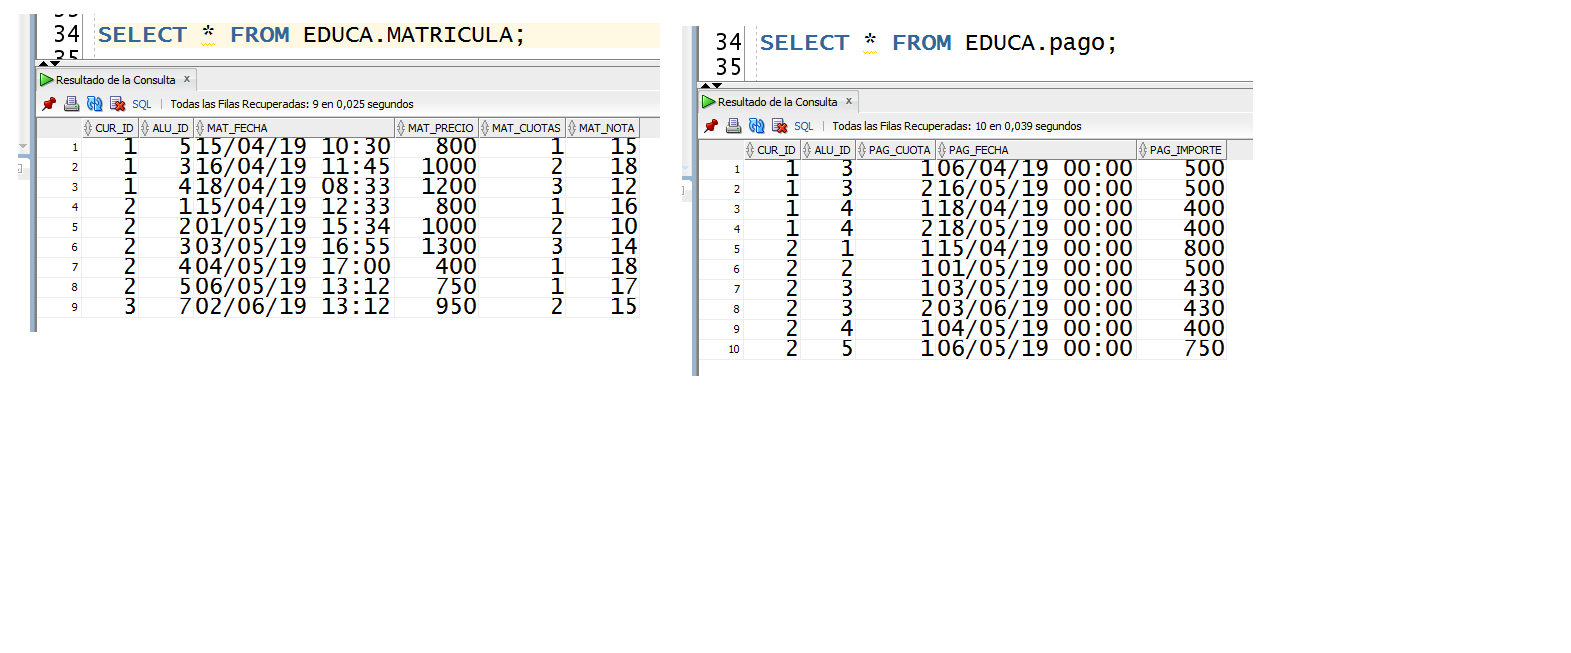 34 SELECT * FROM EDUCA.MATRICULA;
35
Resultado de la Consulta x
SQL | Todas las Filas Recuperadas: 9 en 0,025 segundos
CUR_ID ALU_ID MAT_FECHA MAT_PRECIO MAT_CUOTAS MAT_NOTA
1 1 5 15/04/19 10:30 800 1 15
2 1 3 16/04/19 11:45 1000 2 18
3 1 4 18/04/19 08:33 1200 3 12
4 2 1 15/04/19 12:33 800 1 16
5 2 2 01/05/19 15:34 1000 2 10
6 2 3 03/05/19 16:55 1300 3 14
7 2 4 04/05/19 17:00 400 1 18
8 2 5 06/05/19 13:12 750 1 17
9 3 7 02/06/19 13:12 950 2 15
34 SELECT * FROM EDUCA.pago;
35
Resultado de la Consulta x
SQL | Todas las Filas Recuperadas: 10 en 0,039 segundos
CUR_ID ALU_ID PAG_CUOTA PAG_FECHA PAG_IMPORTE
1 1 3 1 06/04/19 00:00 500
2 1 3 2 16/05/19 00:00 500
3 1 4 1 18/04/19 00:00 400
4 1 4 2 18/05/19 00:00 400
5 2 1 1 15/04/19 00:00 800
6 2 2 1 01/05/19 00:00 500
7 2 3 1 03/05/19 00:00 430
8 2 3 2 03/06/19 00:00 430
9 2 4 1 04/05/19 00:00 400
10 2 5 1 06/05/19 00:00 750